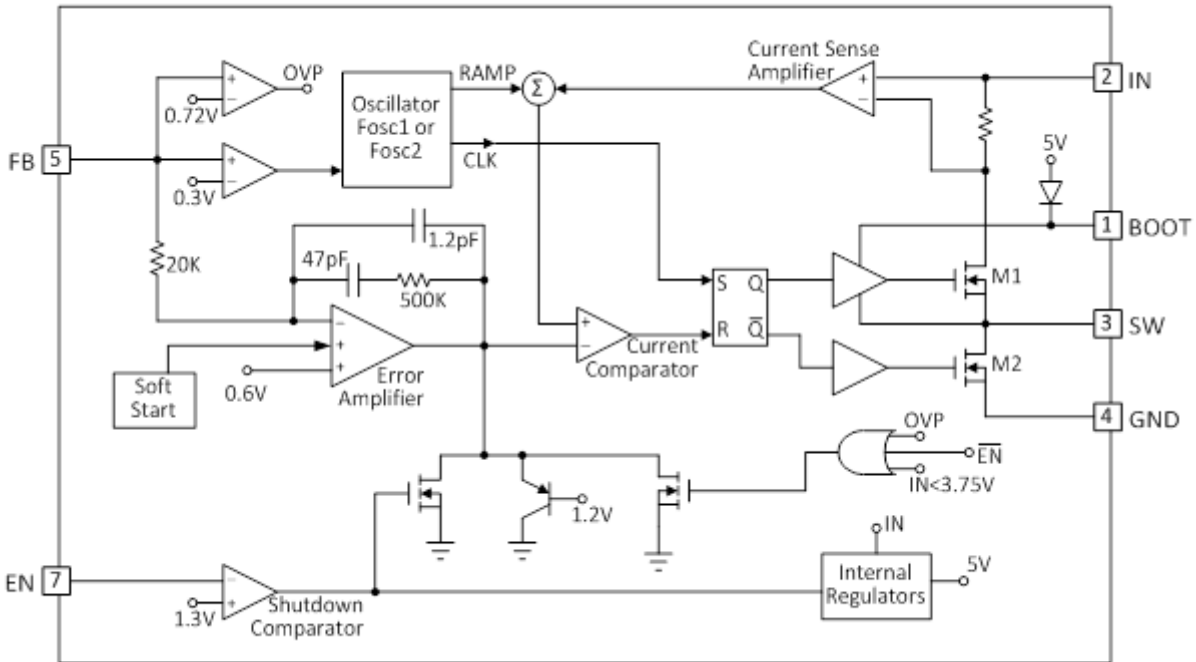 Current Sense
Amplifier
+
−
2
IN
OVP
+
−
0.72V
RAMP
Σ
Oscillator
Fosc1 or
Fosc2
CLK
5V
FB
5
+
−
0.3V
1
BOOT
1.2pF
20K
47pF
500K
S
Q
R
Q̅
M1
3
SW
−
+
+
Error
Amplifier
+
−
Current
Comparator
M2
Soft
Start
0.6V
4
GND
OVP
E̅N̅
IN<3.75V
1.2V
IN
EN
7
−
+
1.3V
Shutdown
Comparator
Internal
Regulators
5V